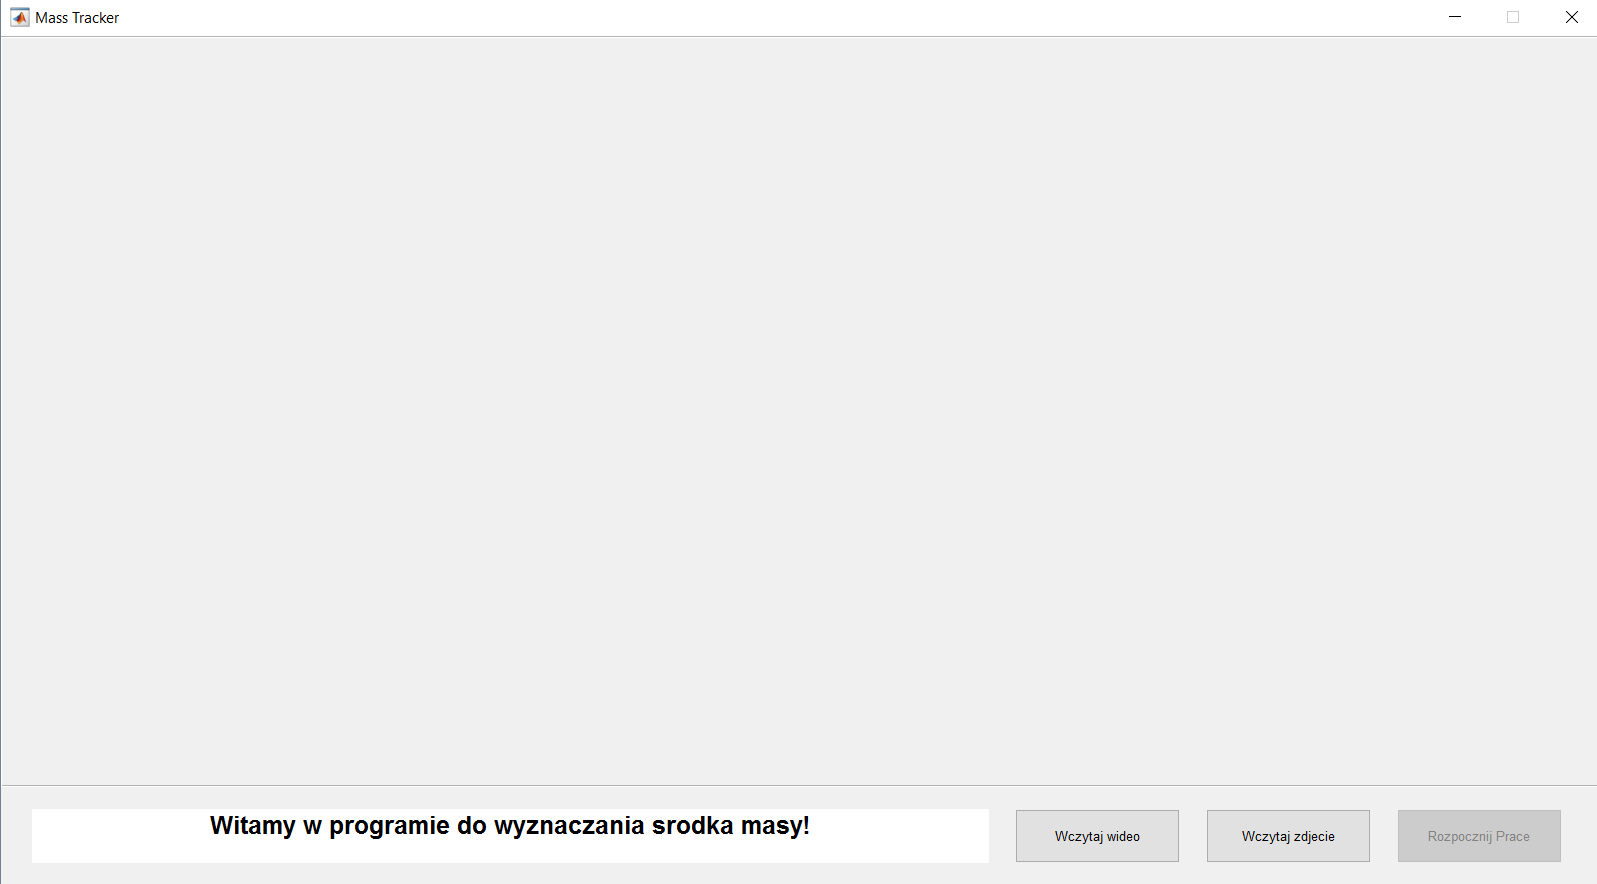 Mass Tracker
Witamy w programie do wyznaczania srodka masy!
Wczytaj wideo
Wczytaj zdjecie
Rozpocznij Prace